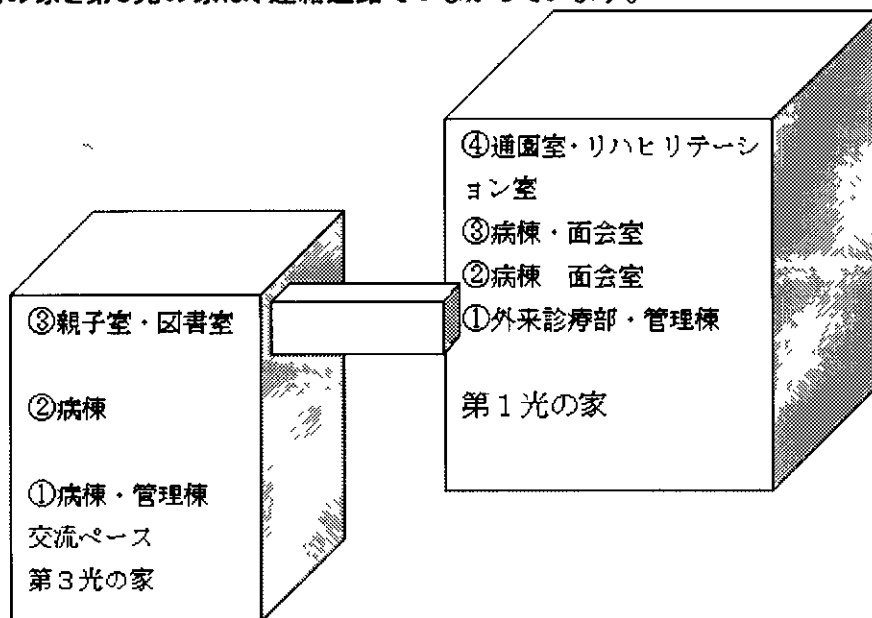 ④通園室・リハヒリテーシ
ョン室
③病棟・面会室
②病棟　面会室
①外来診療部・管理棟
第１光の家
③親子室・図書室
②病棟
①病棟・管理棟
交流ペース
第３光の家